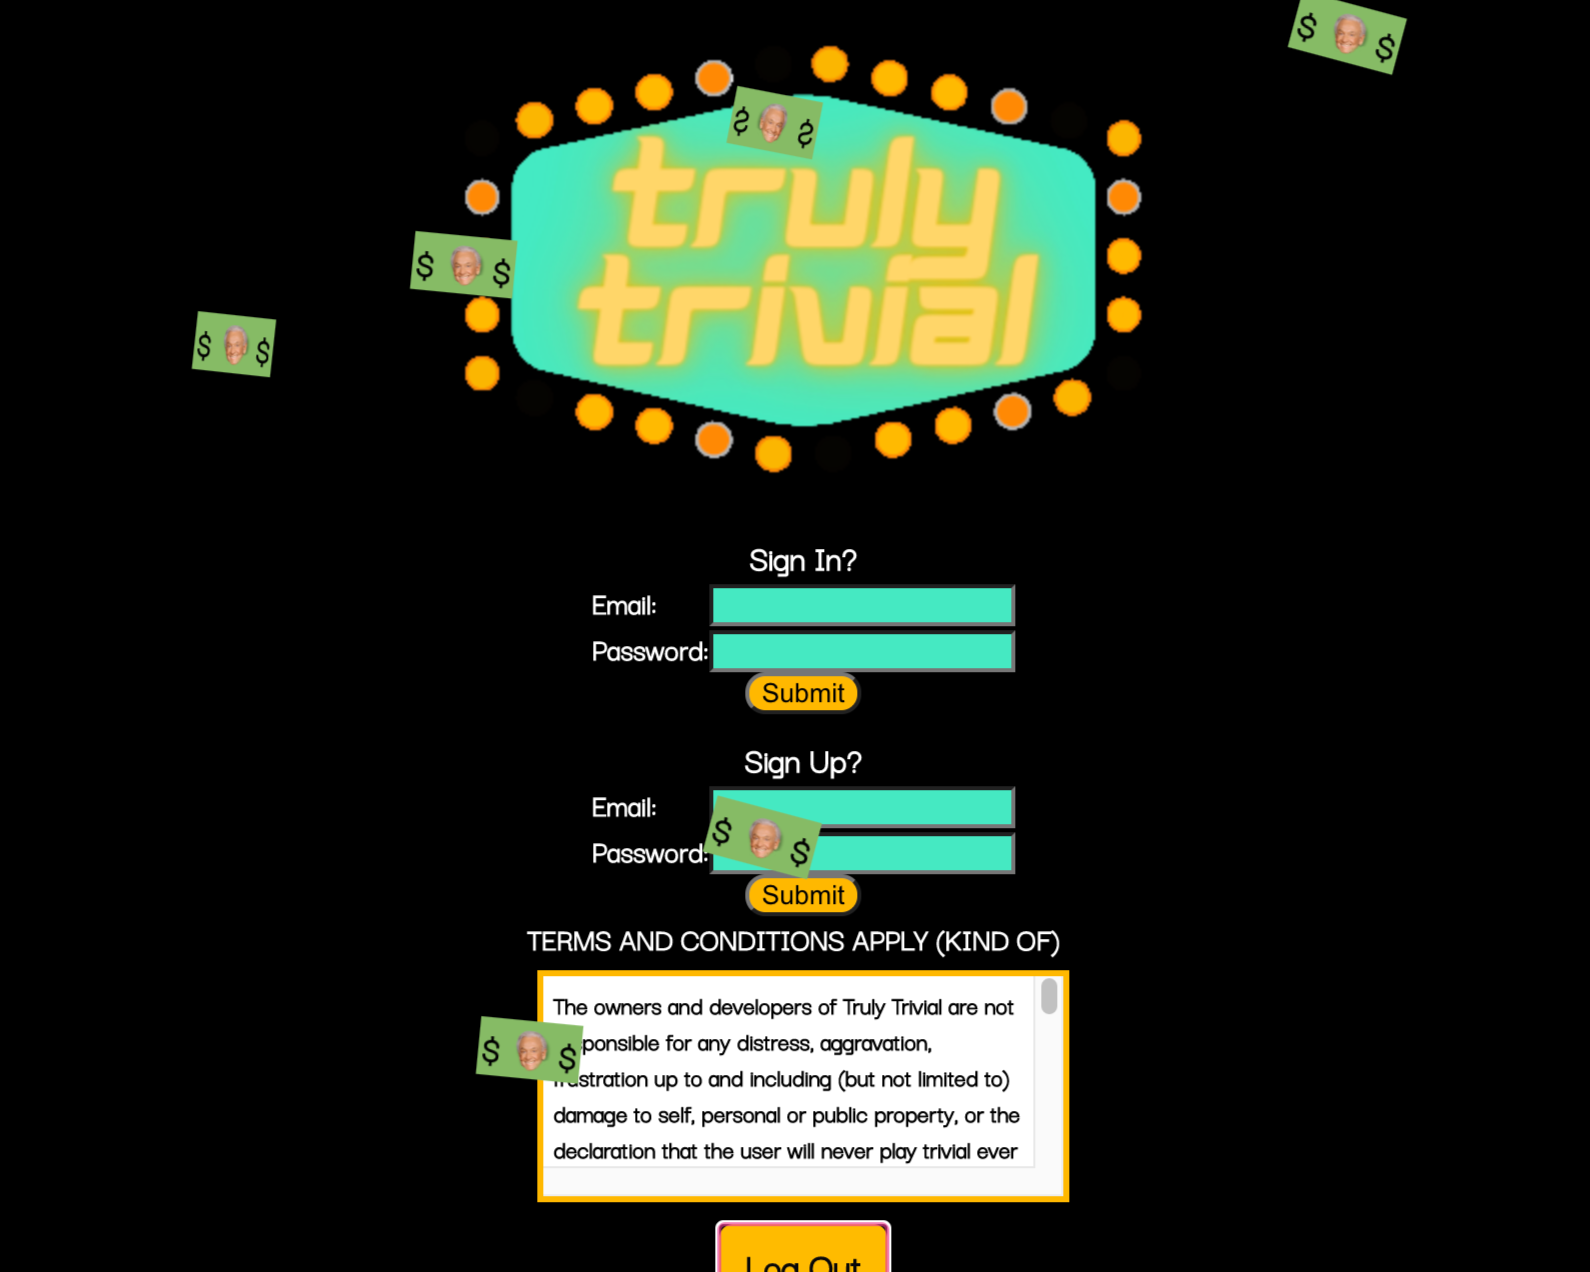 $ $
$ $
truly
trivial
$ $
$ $
Sign In?
Email:
Password:
Submit
Sign Up?
Email:
$ $
Password:
Submit
TERMS AND CONDITIONS APPLY (KIND OF)
The owners and developers of Truly Trivial are not
$ $
ponsible for any distress, aggravation,
stration up to and including (but not limited to)
damage to self, personal or public property, or the
declaration that the user will never play trivial ever
Log Out